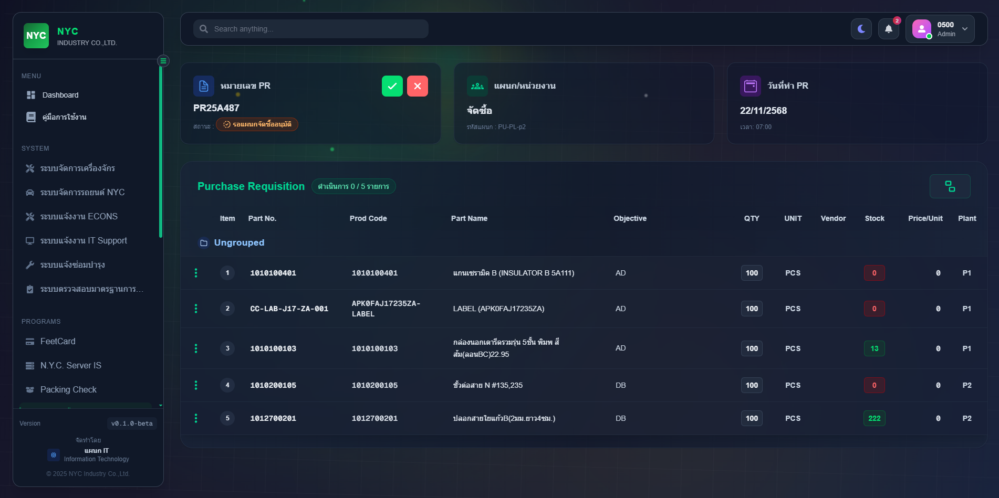 NYC
NYC
INDUSTRY CO.,LTD.
Search anything...
2
0500
Admin
MENU
Dashboard
คู่มือการใช้งาน
SYSTEM
ระบบจัดการเครื่องจักร
ระบบจัดการรถยนต์ NYC
ระบบแจ้งงาน ECONS
ระบบแจ้งงาน IT Support
ระบบแจ้งซ่อมบำรุง
ระบบตรวจสอบมาตรฐานการ...
PROGRAMS
FeetCard
N.Y.C. Server IS
Packing Check
Version
v0.1.0-beta
จัดทำโดย
แผนก IT
Information Technology
© 2025 NYC Industry Co.,Ltd.
หมายเลข PR
PR25A487
สถานะ : รอแผนกจัดซื้ออนุมัติ
แผนก/หน่วยงาน
จัดซื้อ
รหัสแผนก : PU-PL-p2
วันที่ทำ PR
22/11/2568
เวลา: 07:00
Purchase Requisition ดำเนินการ 0 / 5 รายการ
Item Part No. Prod Code Part Name Objective QTY UNIT Vendor Stock Price/Unit Plant
Ungrouped
1 1010100401 1010100401 แกนเซรามิค B (INSULATOR B 5A111) AD 100 PCS 0 0 P1
2 CC-LAB-J17-ZA-001 APK0FAJ17235ZA-
LABEL LABEL (APK0FAJ17235ZA) AD 100 PCS 0 0 P1
3 1010100103 1010100103 กล่องนอกเตารีดรวมรุ่น 5ชั้น พิมพ สี
ส้ม(ลอนBC)22.95 AD 100 PCS 13 0 P1
4 1010200105 1010200105 ขั้วต่อสาย N #135,235 DB 100 PCS 0 0 P2
5 1012700201 1012700201 ปลอกสายใยแก้วB(2มม.ยาว4ซม.) DB 100 PCS 222 0 P2